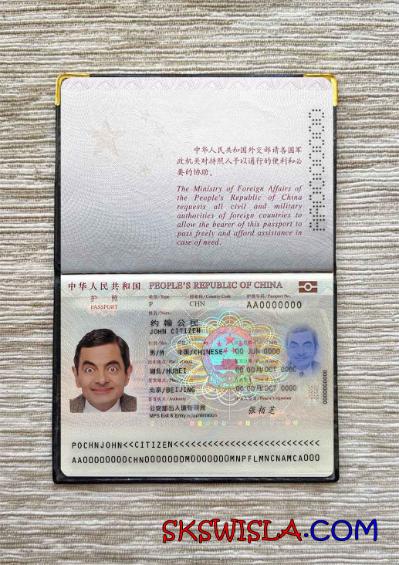 中华人民共和国外交部请各国军
政机关对持照人予以通行的便利和必
要的协助。
The Ministry of Foreign Affairs of
the People's Republic of China
requests all civil and military
authorities of foreign countries to
allow the bearer of this passport to
pass freely and afford assistance in
case of need.
中华人民共和国 PEOPLE'S REPUBLIC OF CHINA
护照
PASSPORT
Type
Country Code
Passport No.
P
CHN
AA0000000
约翰公民
JOHN CITIZEN
男/M
中国/CHINESE
00 JUN 0000
湖北/HUBEI
00 OCT 0000
北京/BEIJING
00 OCT 0000
公安部出入境管理局
MPS Exit & Entry Administration
POCHNJOHN<<CITIZEN<<<<<<<<<<<<<<<<<<<<<<<<<<
AA00000000CHN0000000M0000000MNPFLMNCNAMCA000
SKSWISLA.COM